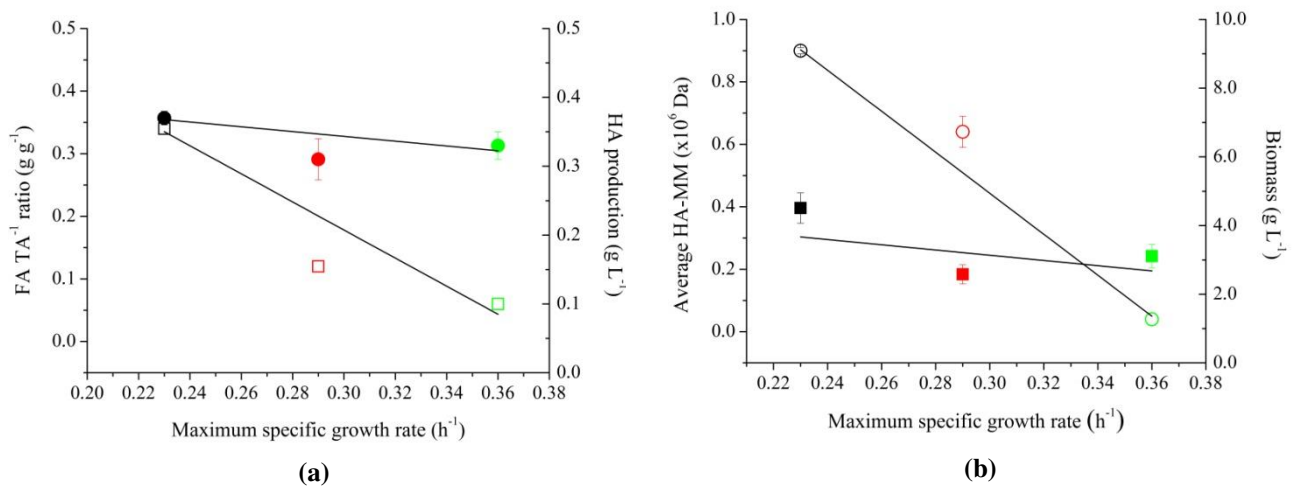 0.5
0.4
0.3
0.2
0.1
0.0
FA TA⁻¹ ratio (g g⁻¹)
0.5
0.4
0.3
0.2
0.1
0.0
HA production (g L⁻¹)
0.20 0.22 0.24 0.26 0.28 0.30 0.32 0.34 0.36 0.38
Maximum specific growth rate (h⁻¹)
(a)
1.0
0.8
0.6
0.4
0.2
0.0
Average HA-MM (x10⁶ Da)
10.0
8.0
6.0
4.0
2.0
0.0
Biomass (g L⁻¹)
0.22 0.24 0.26 0.28 0.30 0.32 0.34 0.36 0.38
Maximum specific growth rate (h⁻¹)
(b)